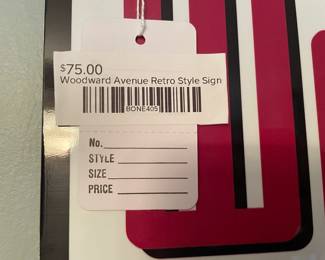 $75.00
Woodward Avenue Retro Style Sign
BONE405
No.
STYLE
SIZE
PRICE